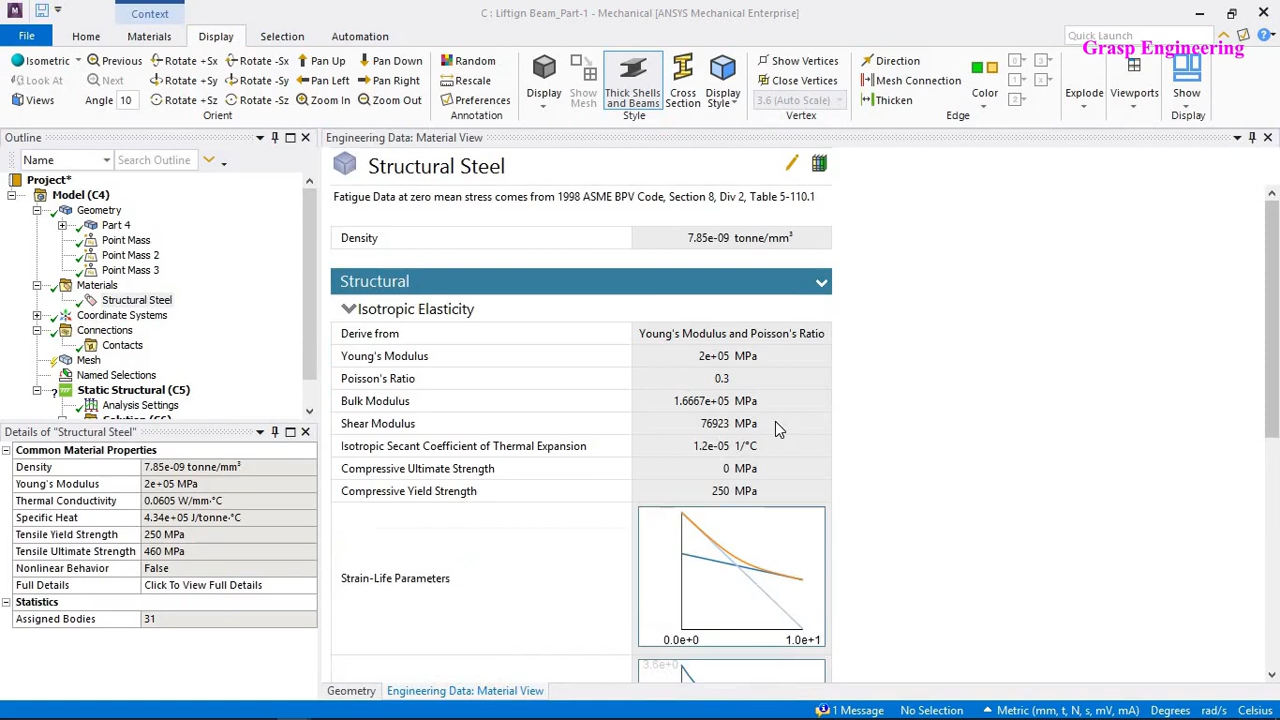 Context
C : Liftign Beam_Part-1 - Mechanical [ANSYS Mechanical Enterprise]
File
Home
Materials
Display
Selection
Automation
Quick Launch
Grasp Engineering
Isometric
Previous
Rotate +Sx
Rotate -Sx
Pan Up
Pan Down
Look At
Next
Rotate +Sy
Rotate -Sy
Pan Left
Pan Right
Views
Angle 10
Rotate +Sz
Rotate -Sz
Zoom In
Zoom Out
Orient
Random
Rescale
Preferences
Annotation
Display
Show
Mesh
Thick Shells
and Beams
Cross
Section
Display
Style
Style
Show Vertices
Close Vertices
3.6 (Auto Scale)
Vertex
Direction
Mesh Connection
Thicken
0
3
1
x
2
Color
Edge
Explode
Viewports
Show
Display
Outline
Name
Search Outline
Project*
Model (C4)
Geometry
Part 4
Point Mass
Point Mass 2
Point Mass 3
Materials
Structural Steel
Coordinate Systems
Connections
Contacts
Mesh
Named Selections
Static Structural (C5)
Analysis Settings
Details of "Structural Steel"
Common Material Properties
Density 7.85e-09 tonne/mm³
Young's Modulus 2e+05 MPa
Thermal Conductivity 0.0605 W/mm·°C
Specific Heat 4.34e+05 J/tonne·°C
Tensile Yield Strength 250 MPa
Tensile Ultimate Strength 460 MPa
Nonlinear Behavior False
Full Details Click To View Full Details
Statistics
Assigned Bodies 31
Engineering Data: Material View
Structural Steel
Fatigue Data at zero mean stress comes from 1998 ASME BPV Code, Section 8, Div 2, Table 5-110.1
Density 7.85e-09 tonne/mm³
Structural
Isotropic Elasticity
Derive from Young's Modulus and Poisson's Ratio
Young's Modulus 2e+05 MPa
Poisson's Ratio 0.3
Bulk Modulus 1.6667e+05 MPa
Shear Modulus 76923 MPa
Isotropic Secant Coefficient of Thermal Expansion 1.2e-05 1/°C
Compressive Ultimate Strength 0 MPa
Compressive Yield Strength 250 MPa
Strain-Life Parameters
0.0e+0 1.0e+1
3.6e+0
Geometry
Engineering Data: Material View
1 Message
No Selection
Metric (mm, t, N, s, mV, mA)
Degrees
rad/s
Celsius